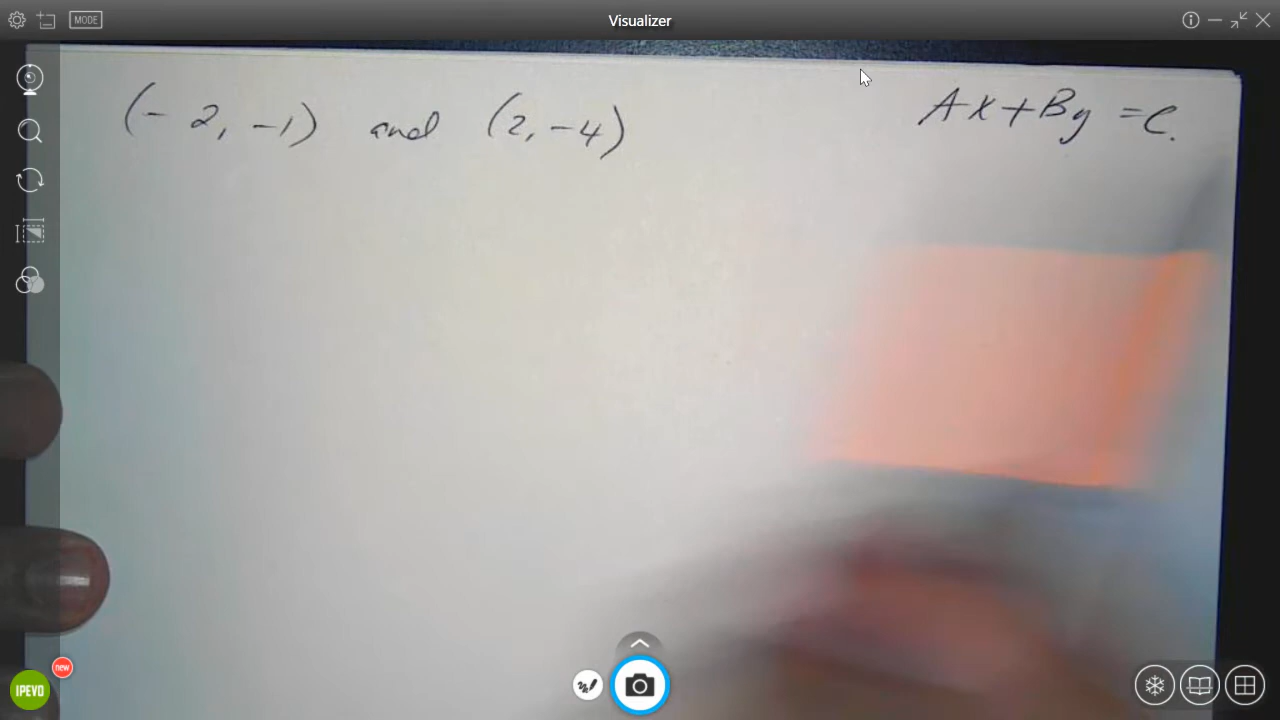 MODE
Visualizer
(-2, -1) and (2, -4)
Ax+By=C.
new
IPEVO